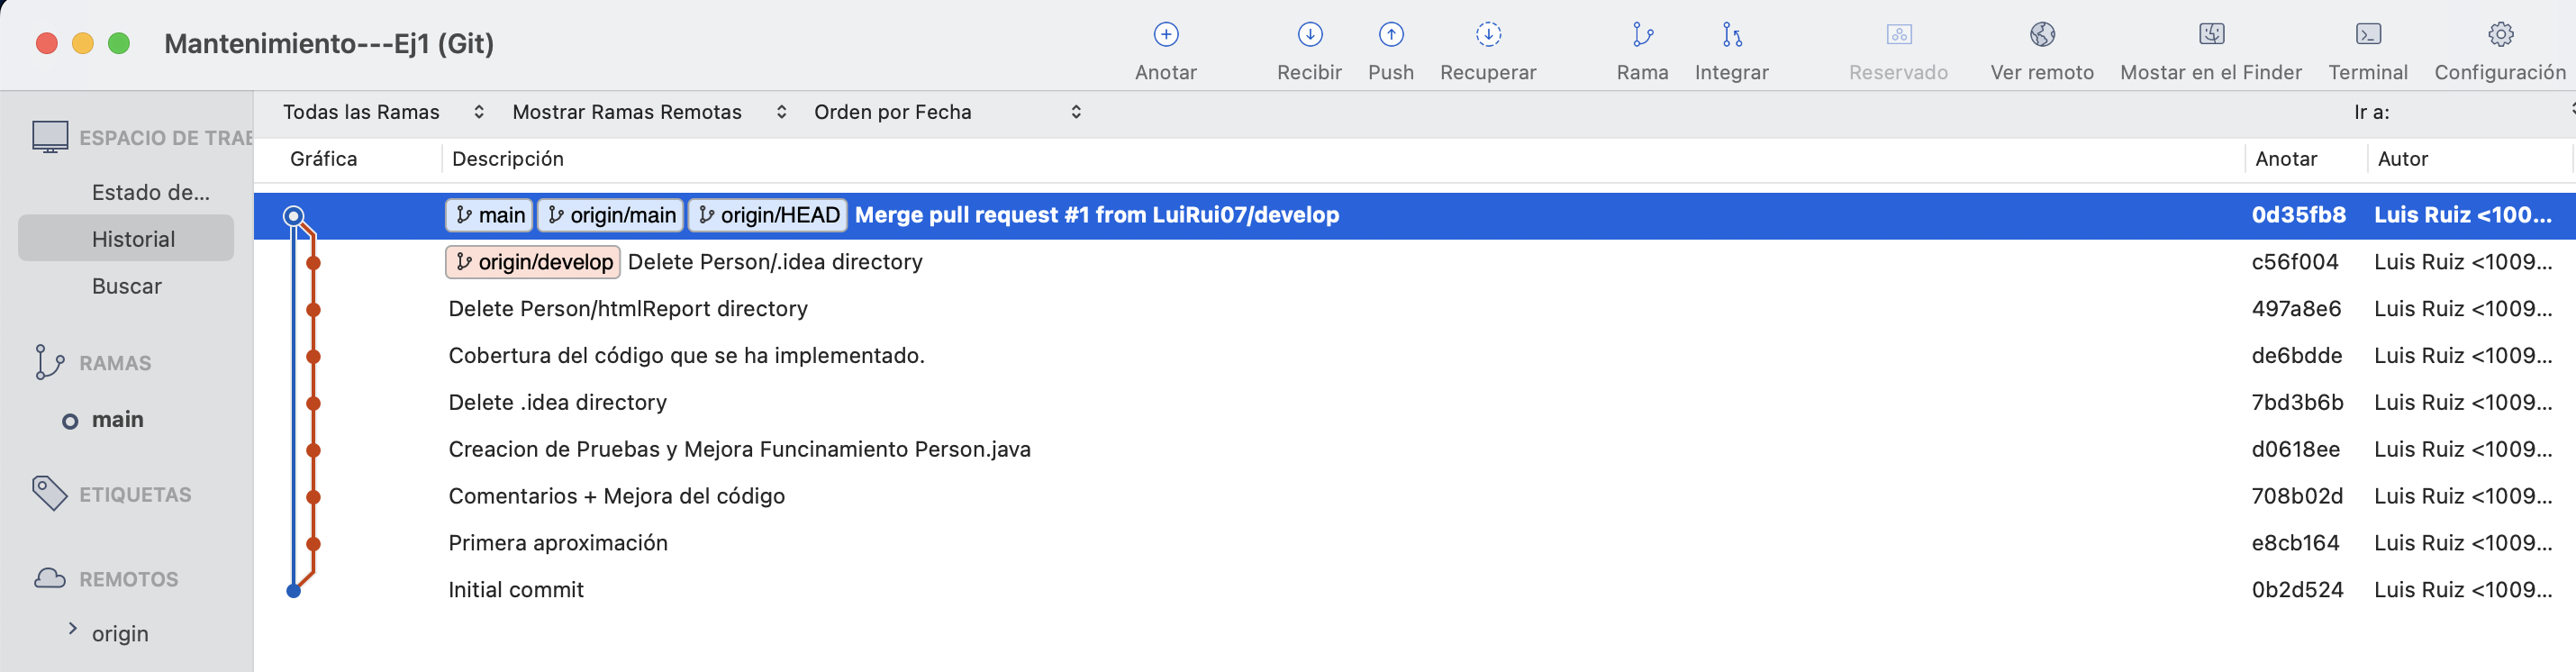 Mantenimiento---Ej1 (Git)
Anotar Recibir Push Recuperar Rama Integrar Reservado Ver remoto Mostar en el Finder Terminal Configuración
Todas las Ramas Mostrar Ramas Remotas Orden por Fecha Ir a:
ESPACIO DE TRAB
Estado de...
Historial
Buscar
RAMAS
main
ETIQUETAS
REMOTOS
origin
Gráfica Descripción Anotar Autor
main origin/main origin/HEAD Merge pull request #1 from LuiRui07/develop 0d35fb8 Luis Ruiz <100...
origin/develop Delete Person/.idea directory c56f004 Luis Ruiz <1009...
Delete Person/htmlReport directory 497a8e6 Luis Ruiz <1009...
Cobertura del código que se ha implementado. de6bdde Luis Ruiz <1009...
Delete .idea directory 7bd3b6b Luis Ruiz <1009...
Creacion de Pruebas y Mejora Funcinamiento Person.java d0618ee Luis Ruiz <1009...
Comentarios + Mejora del código 708b02d Luis Ruiz <1009...
Primera aproximación e8cb164 Luis Ruiz <1009...
Initial commit 0b2d524 Luis Ruiz <1009...